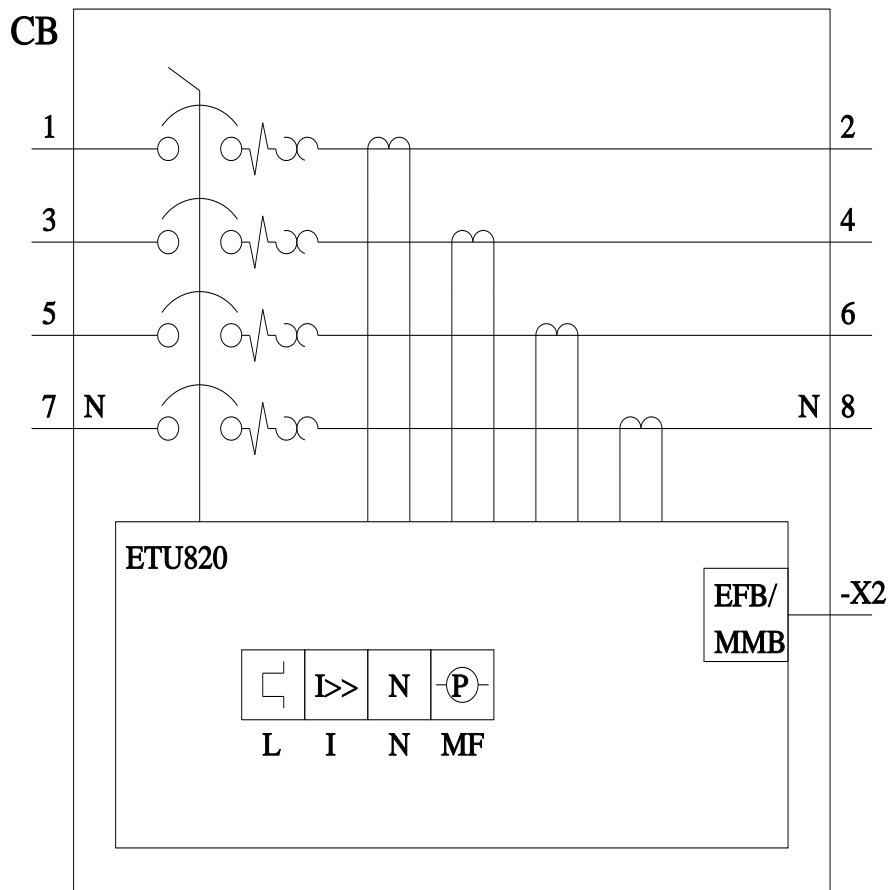 CB
1
2
3
4
5
6
7 N
N 8
ETU820
EFB/
MMB
-X2
I>> N P
L I N MF